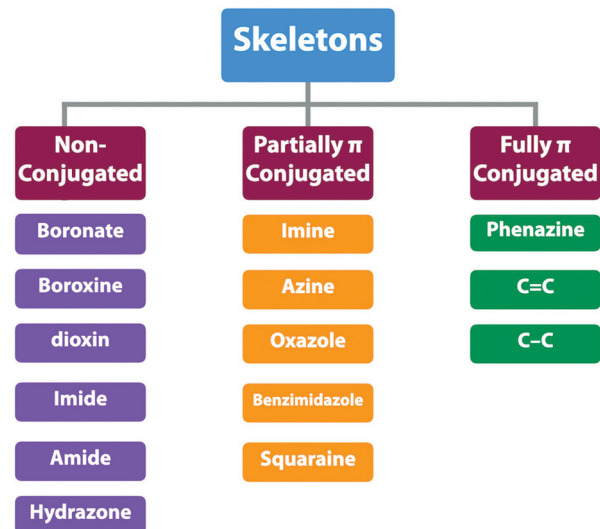 Skeletons
Non-
Conjugated
Boronate
Boroxine
dioxin
Imide
Amide
Hydrazone
Partially π
Conjugated
Imine
Azine
Oxazole
Benzimidazole
Squaraine
Fully π
Conjugated
Phenazine
C=C
C–C